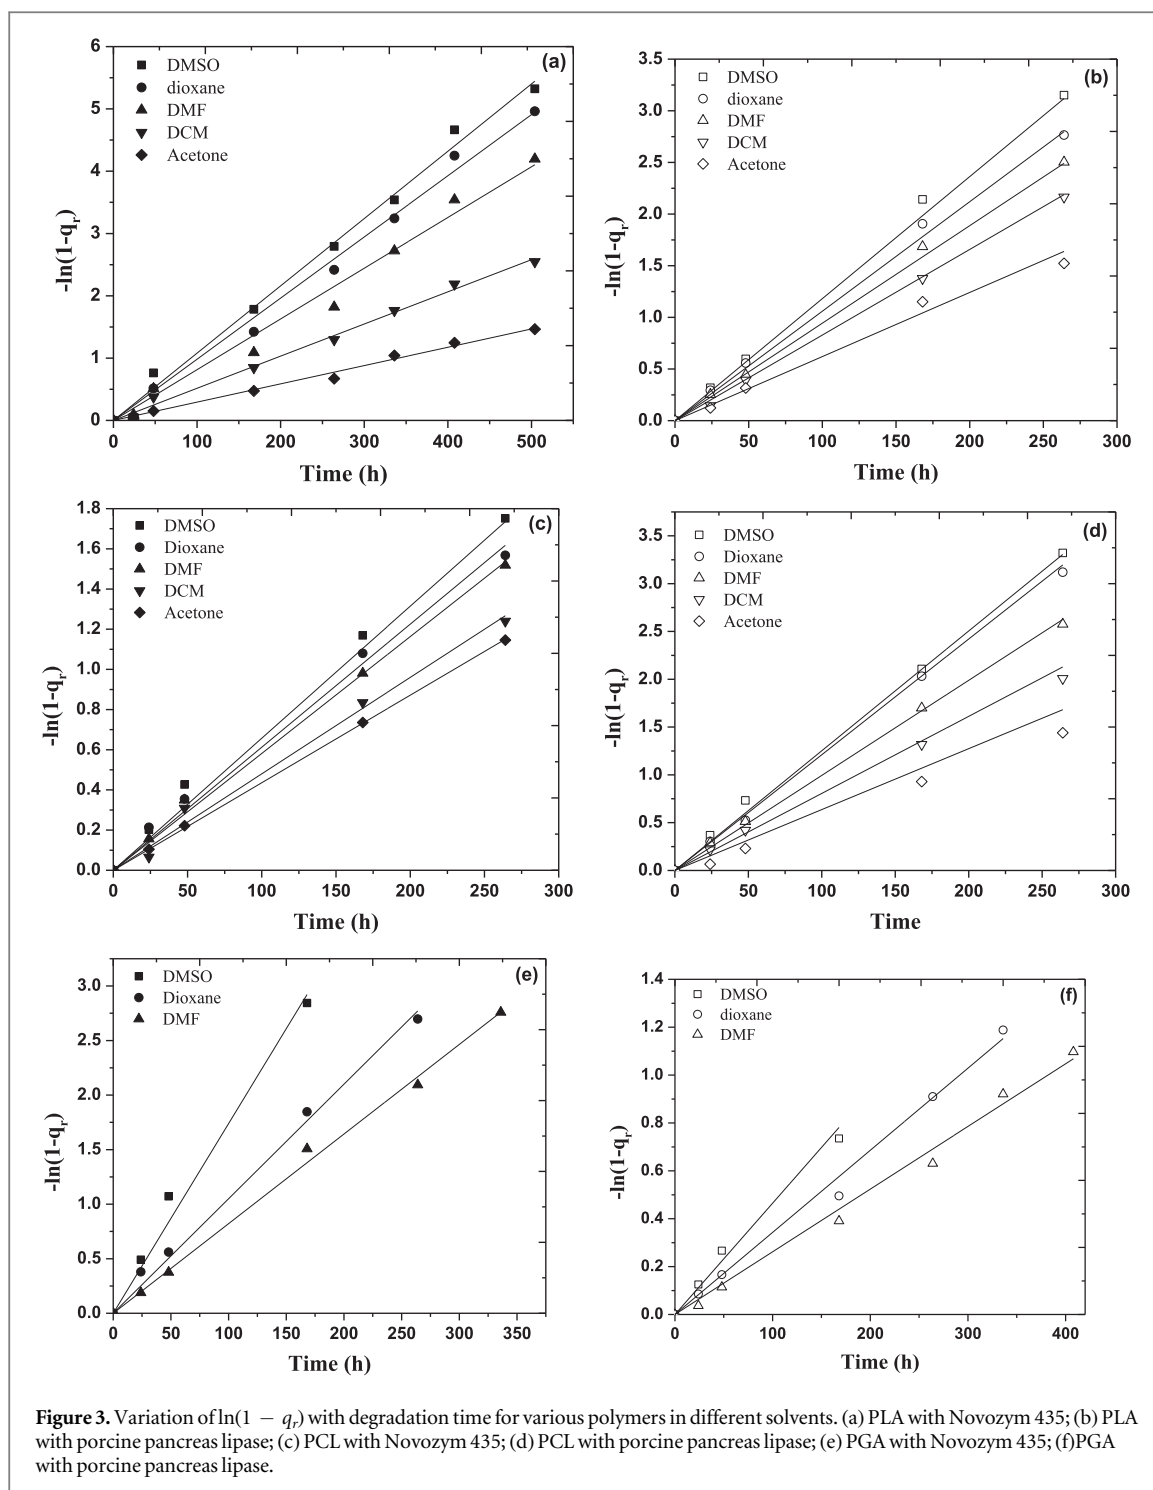 (a)
DMSO
dioxane
DMF
DCM
Acetone
-ln(1-qr)
6
5
4
3
2
1
0
0 100 200 300 400 500
Time (h)
(b)
DMSO
dioxane
DMF
DCM
Acetone
-ln(1-qr)
3.5
3.0
2.5
2.0
1.5
1.0
0.5
0.0
0 50 100 150 200 250 300
Time (h)
(c)
DMSO
Dioxane
DMF
DCM
Acetone
-ln(1-qr)
1.8
1.6
1.4
1.2
1.0
0.8
0.6
0.4
0.2
0.0
0 50 100 150 200 250 300
Time (h)
(d)
DMSO
Dioxane
DMF
DCM
Acetone
-ln(1-qr)
3.5
3.0
2.5
2.0
1.5
1.0
0.5
0.0
0 50 100 150 200 250 300
Time
(e)
DMSO
Dioxane
DMF
-ln(1-qr)
3.0
2.5
2.0
1.5
1.0
0.5
0.0
0 50 100 150 200 250 300 350
Time (h)
(f)
DMSO
dioxane
DMF
-ln(1-qr)
1.4
1.2
1.0
0.8
0.6
0.4
0.2
0.0
0 100 200 300 400
Time (h)
Figure 3. Variation of ln(1 − qr) with degradation time for various polymers in different solvents. (a) PLA with Novozym 435; (b) PLA
with porcine pancreas lipase; (c) PCL with Novozym 435; (d) PCL with porcine pancreas lipase; (e) PGA with Novozym 435; (f)PGA
with porcine pancreas lipase.